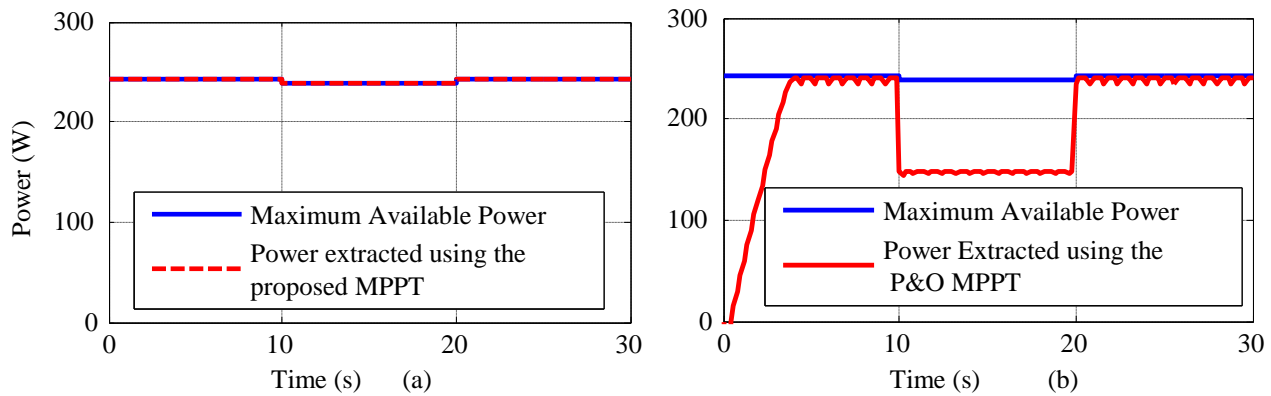 300
200
100
0
Power (W)
Maximum Available Power
Power extracted using the
proposed MPPT
0
10
20
30
Time (s)
(a)
300
200
100
0
Maximum Available Power
Power Extracted using the
P&O MPPT
0
10
20
30
Time (s)
(b)